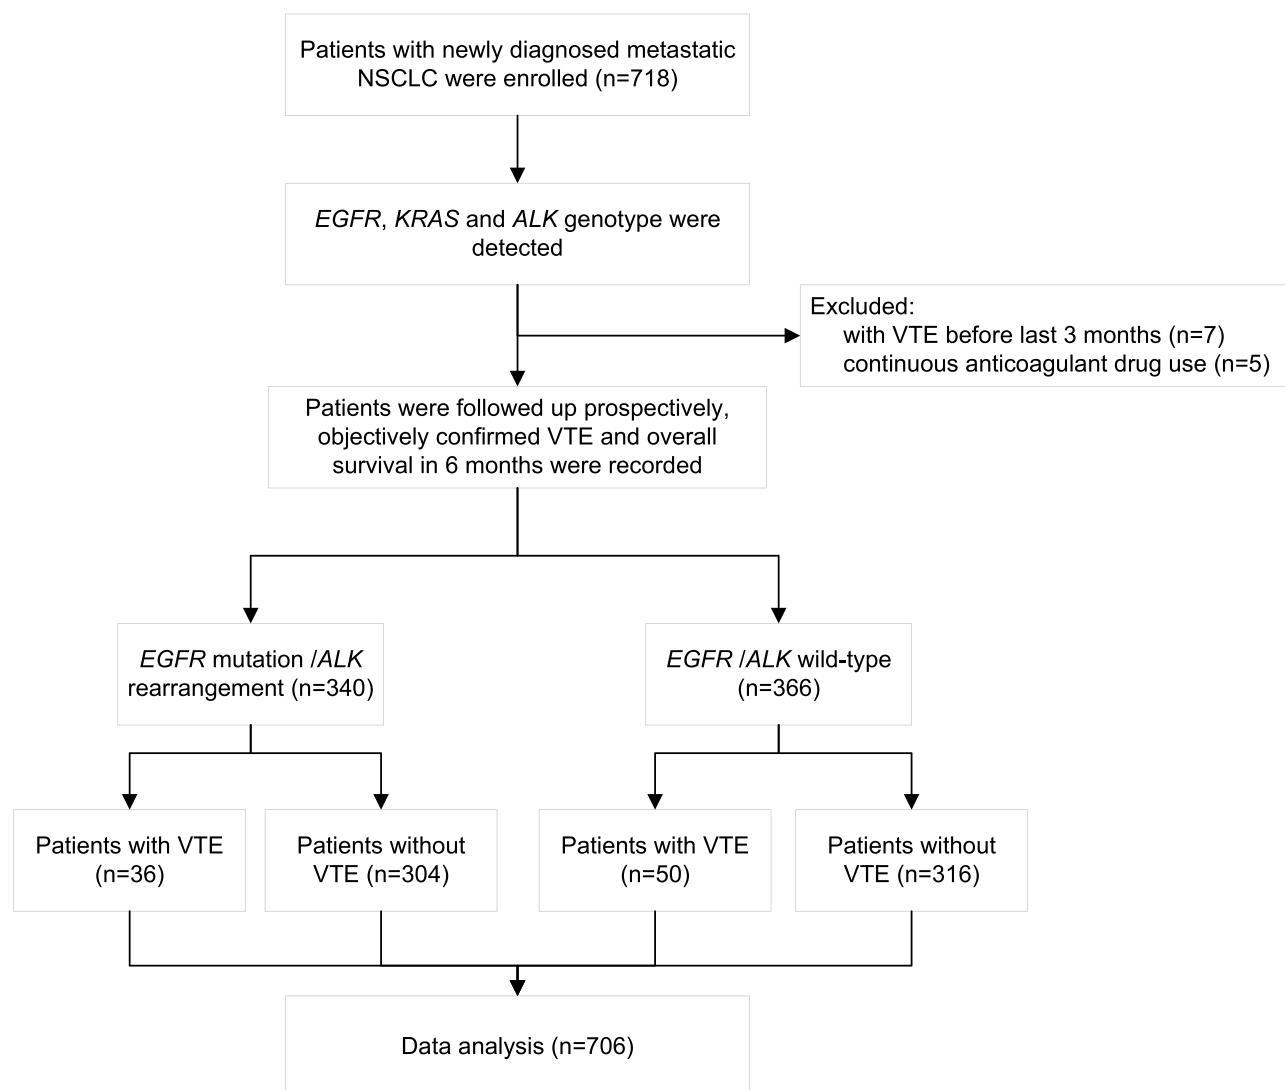 Patients with newly diagnosed metastatic
NSCLC were enrolled (n=718)
EGFR, KRAS and ALK genotype were
detected
Excluded:
with VTE before last 3 months (n=7)
continuous anticoagulant drug use (n=5)
Patients were followed up prospectively,
objectively confirmed VTE and overall
survival in 6 months were recorded
EGFR mutation /ALK
rearrangement (n=340)
EGFR /ALK wild-type
(n=366)
Patients with VTE
(n=36)
Patients without
VTE (n=304)
Patients with VTE
(n=50)
Patients without
VTE (n=316)
Data analysis (n=706)